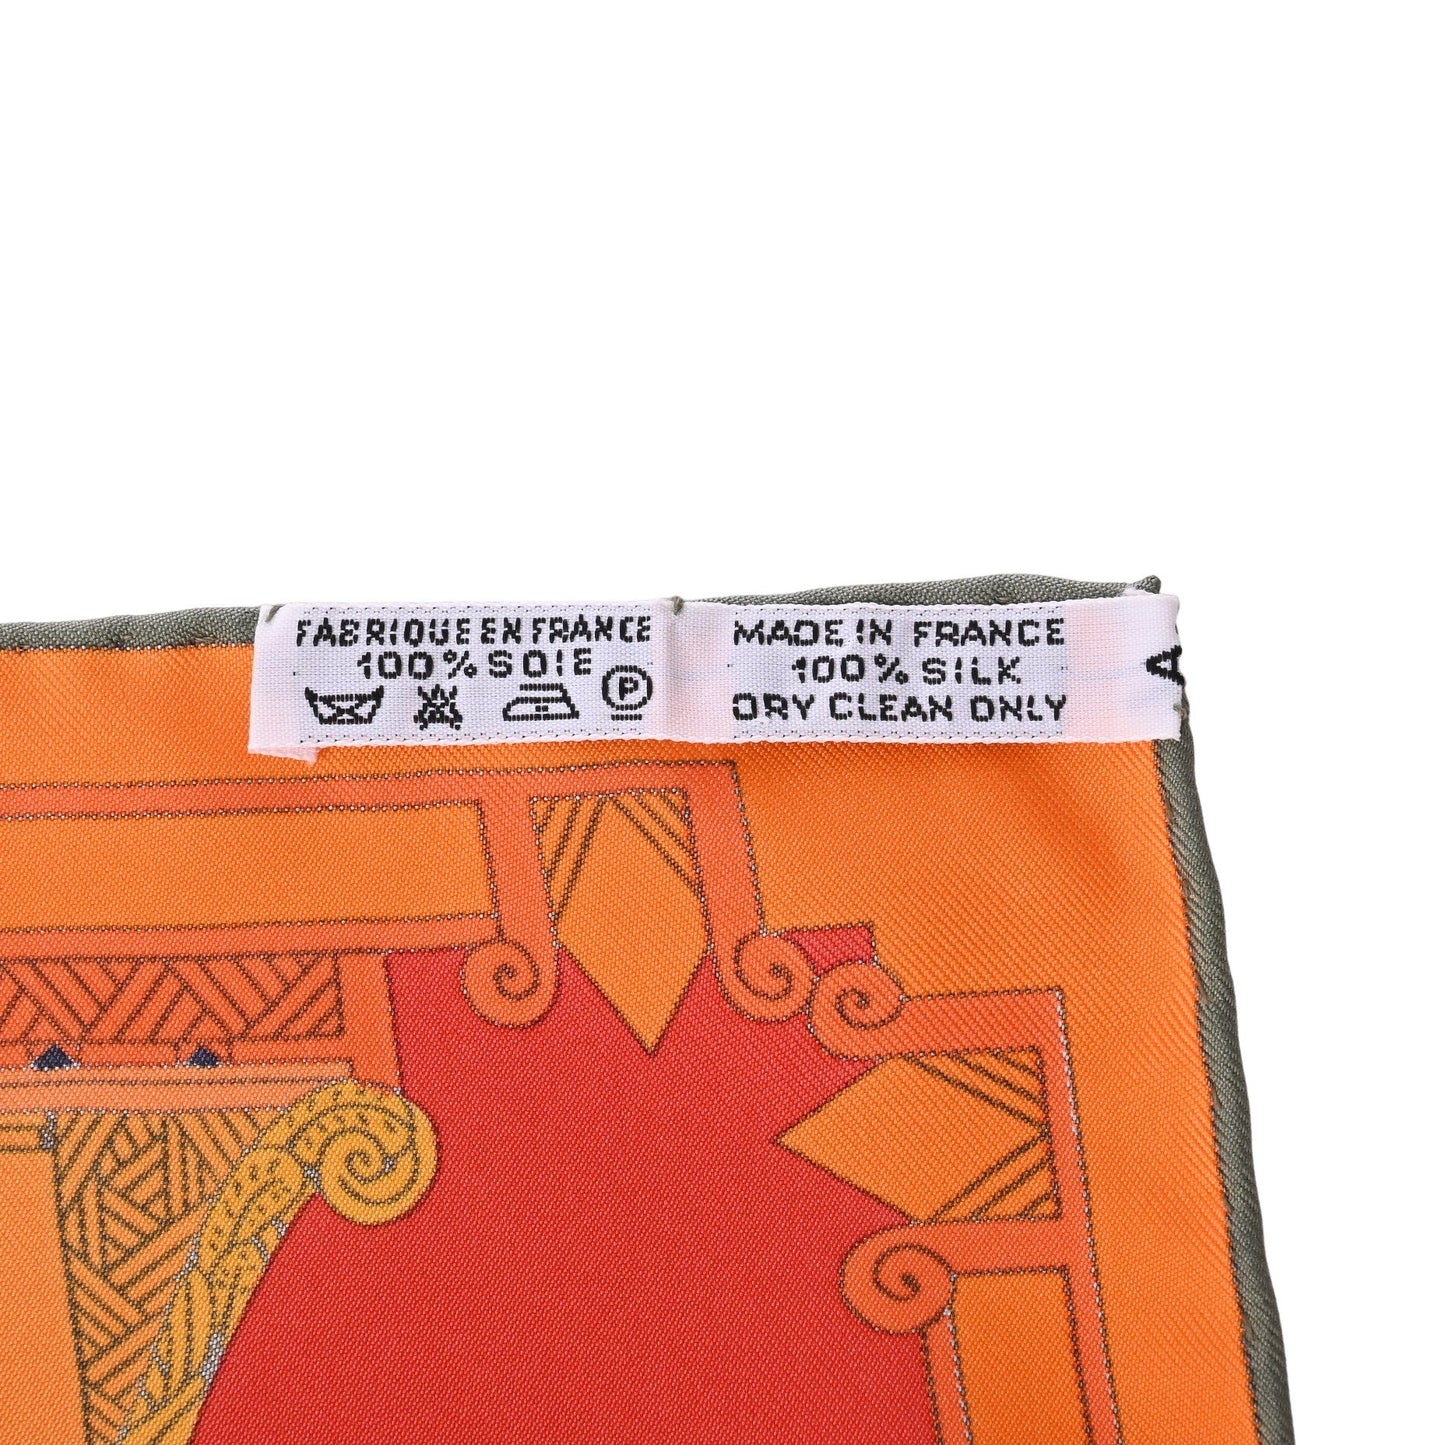 FABRIQUE EN FRANCE
100% SOIE
P
MADE IN FRANCE
100% SILK
DRY CLEAN ONLY
A